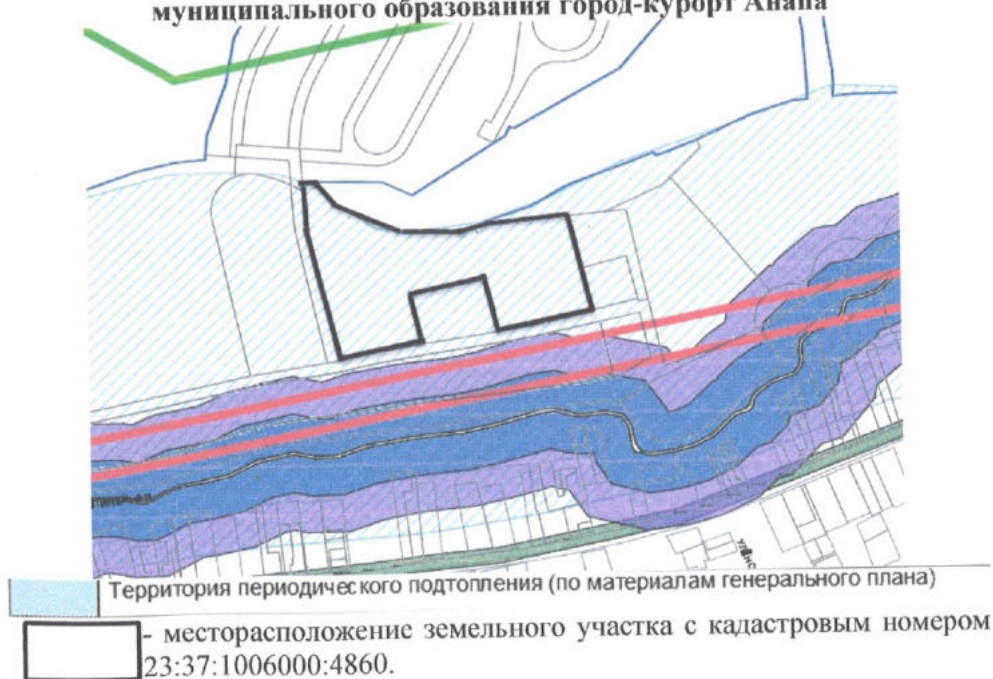 муниципального образования город-курорт Анапа
Территория периодического подтопления (по материалам генерального плана)
- месторасположение земельного участка с кадастровым номером
23:37:1006000:4860.